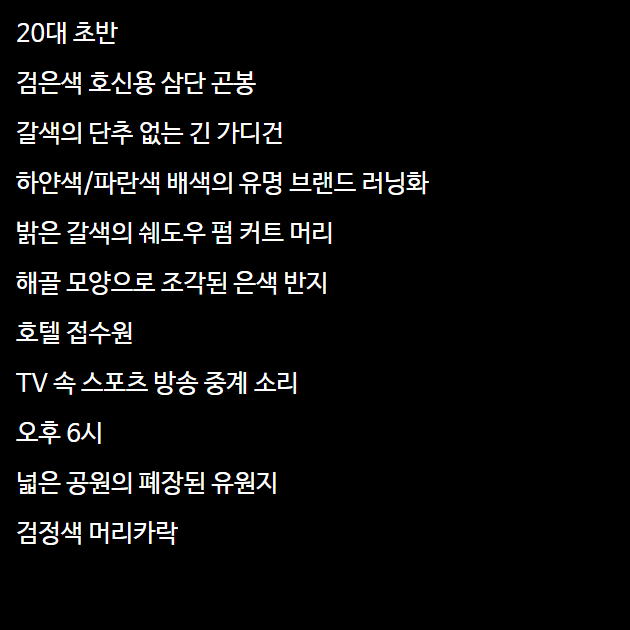 20대 초반
검은색 호신용 삼단 곤봉
갈색의 단추 없는 긴 가디건
하얀색/파란색 배색의 유명 브랜드 러닝화
밝은 갈색의 쉐도우 펌 커트 머리
해골 모양으로 조각된 은색 반지
호텔 접수원
TV 속 스포츠 방송 중계 소리
오후 6시
넓은 공원의 폐장된 유원지
검정색 머리카락